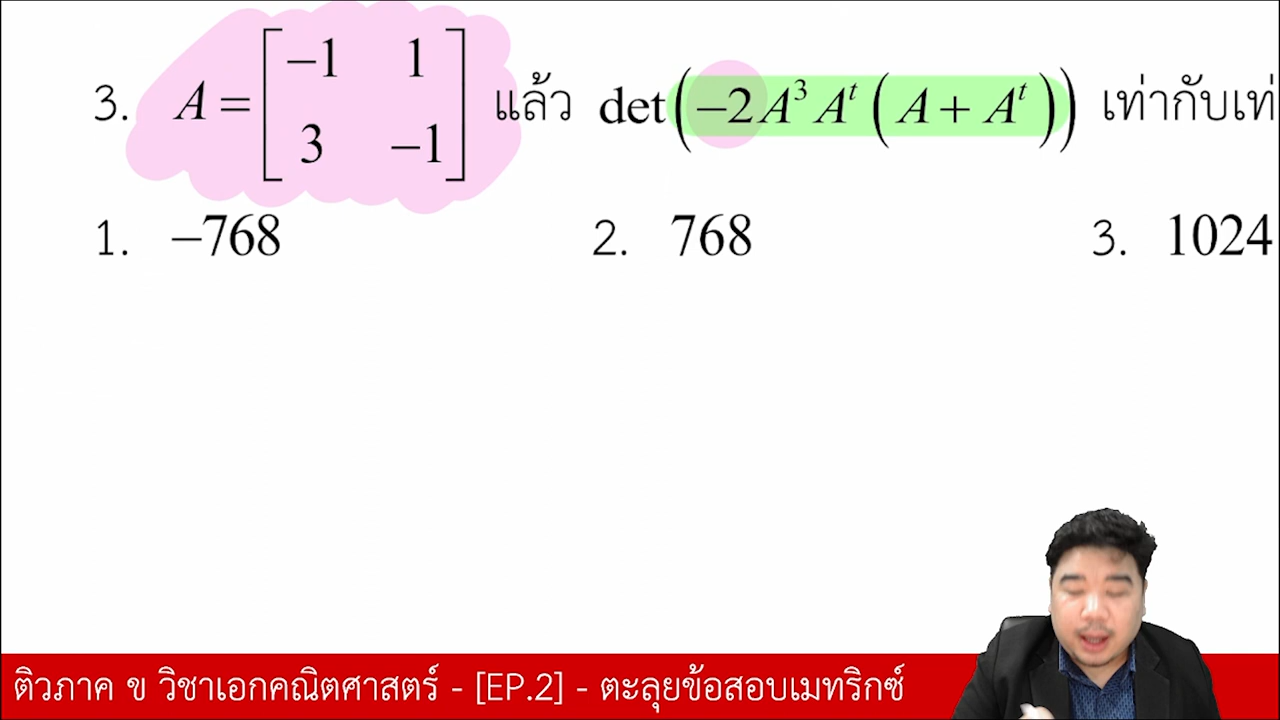 3. A = [ −1 1 ; 3 −1 ] แล้ว det(−2A³Aᵗ(A + Aᵗ)) เท่ากับเท่
1. −768 2. 768 3. 1024
ติวภาค ข วิชาเอกคณิตศาสตร์ - [EP.2] - ตะลุยข้อสอบเมทริกซ์